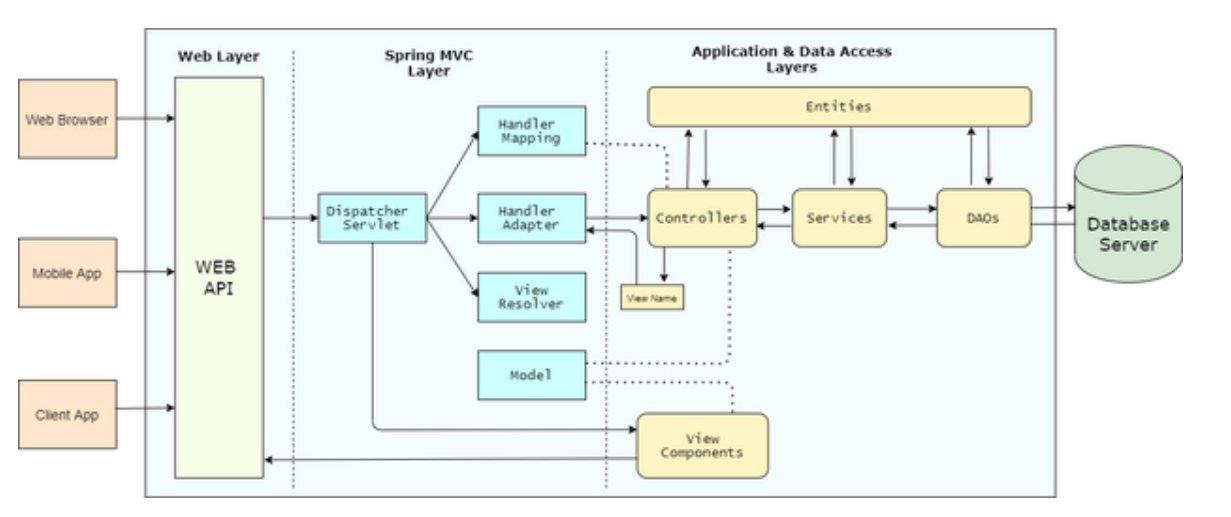 Web Layer
Spring MVC
Layer
Application & Data Access
Layers
Web Browser
Mobile App
Client App
WEB
API
Dispatcher
Servlet
Handler
Mapping
Handler
Adapter
View
Resolver
Model
Entities
Controllers
Services
DAOs
View Name
View
Components
Database
Server